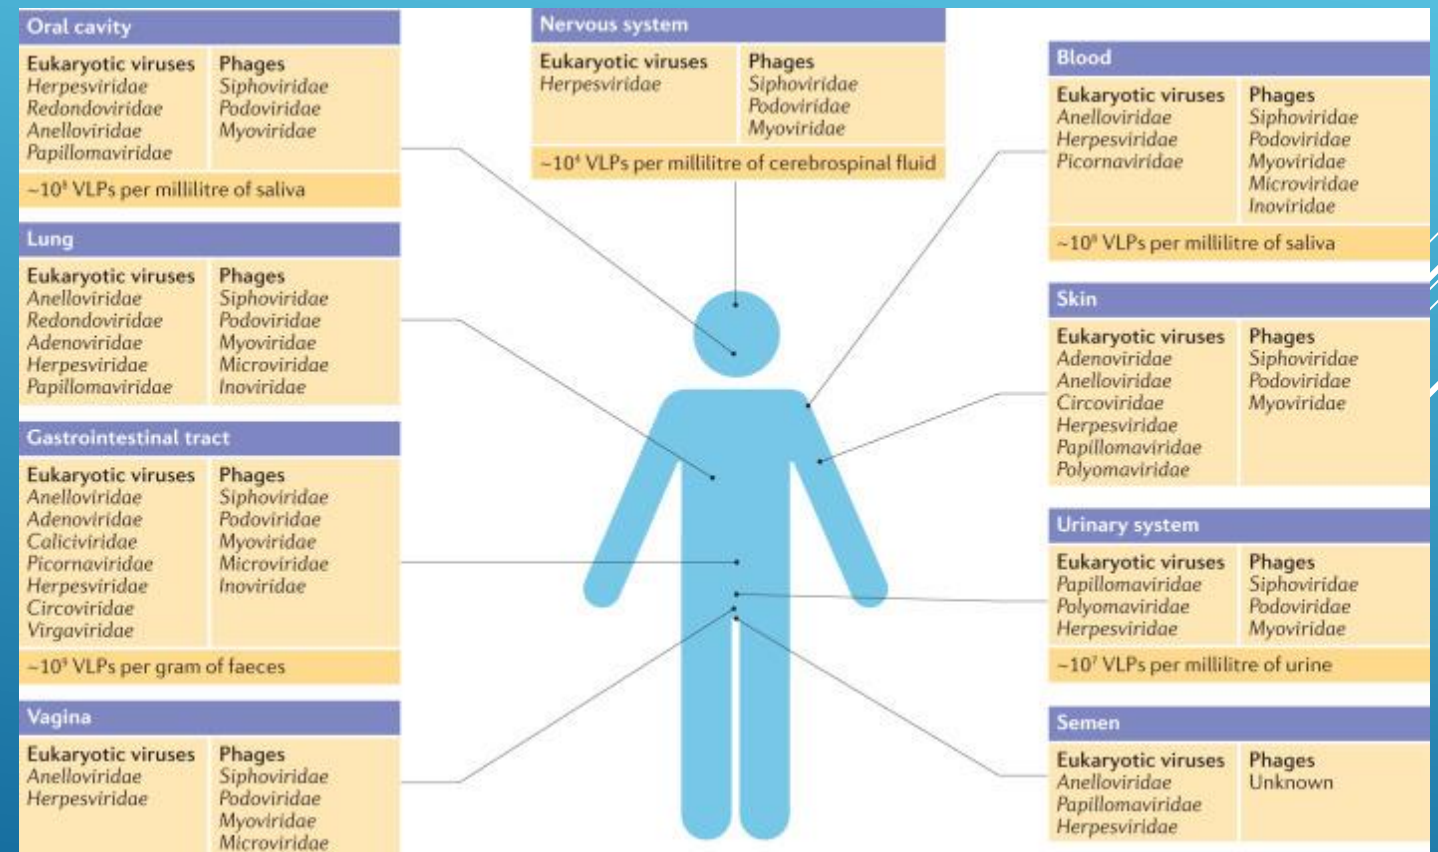 Oral cavity
Eukaryotic viruses
Herpesviridae
Redondoviridae
Anelloviridae
Papillomaviridae
Phages
Siphoviridae
Podoviridae
Myoviridae
~10⁸ VLPs per millilitre of saliva
Lung
Eukaryotic viruses
Anelloviridae
Redondoviridae
Adenoviridae
Herpesviridae
Papillomaviridae
Phages
Siphoviridae
Podoviridae
Myoviridae
Microviridae
Inoviridae
Gastrointestinal tract
Eukaryotic viruses
Anelloviridae
Adenoviridae
Caliciviridae
Picornaviridae
Herpesviridae
Circoviridae
Virgaviridae
Phages
Siphoviridae
Podoviridae
Myoviridae
Microviridae
Inoviridae
~10⁹ VLPs per gram of faeces
Vagina
Eukaryotic viruses
Anelloviridae
Herpesviridae
Phages
Siphoviridae
Podoviridae
Myoviridae
Microviridae
Nervous system
Eukaryotic viruses
Herpesviridae
Phages
Siphoviridae
Podoviridae
Myoviridae
~10⁴ VLPs per millilitre of cerebrospinal fluid
Blood
Eukaryotic viruses
Anelloviridae
Herpesviridae
Picornaviridae
Phages
Siphoviridae
Podoviridae
Myoviridae
Microviridae
Inoviridae
VLPs per millilitre of saliva
Skin
Eukaryotic viruses
Adenoviridae
Anelloviridae
Circoviridae
Herpesviridae
Papillomaviridae
Polyomaviridae
Phages
Siphoviridae
Podoviridae
Myoviridae
Urinary system
Eukaryotic viruses
Papillomaviridae
Polyomaviridae
Herpesviridae
Phages
Siphoviridae
Podoviridae
Myoviridae
~10⁷ VLPs per millilitre of urine
Semen
Eukaryotic viruses
Anelloviridae
Papillomaviridae
Herpesviridae
Phages
Unknown